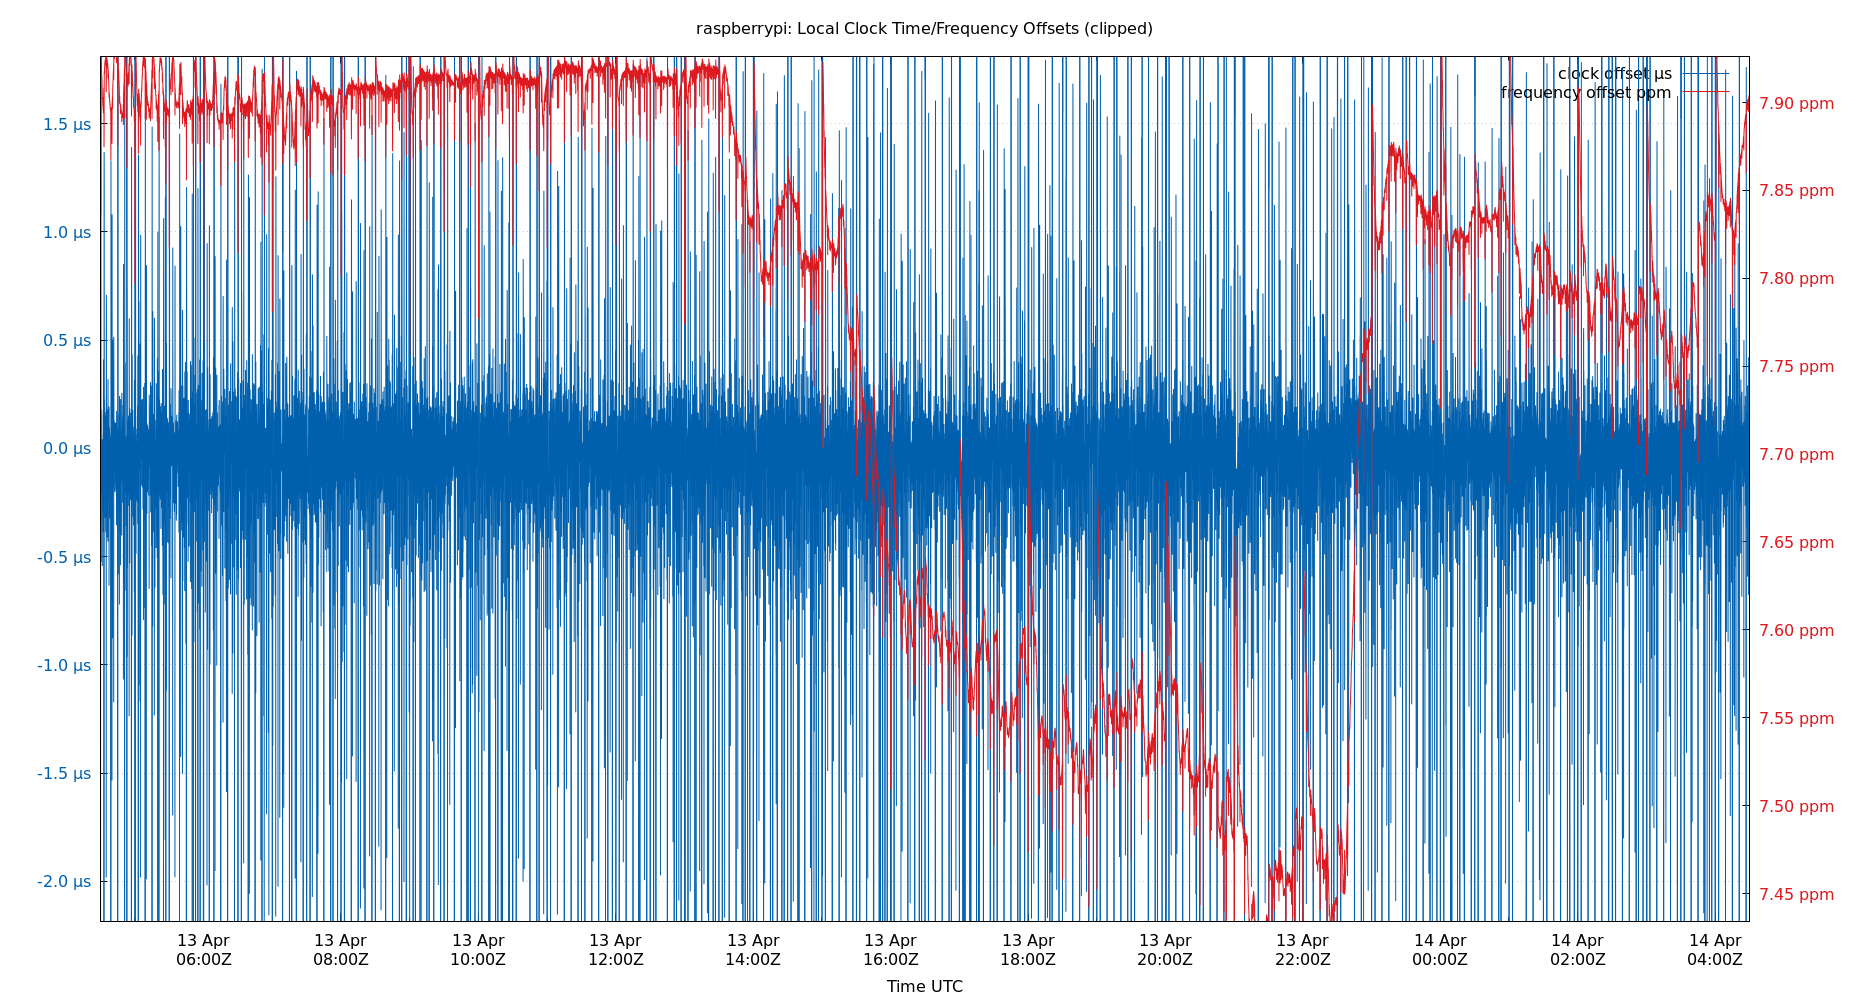 raspberrypi: Local Clock Time/Frequency Offsets (clipped)
clock offset µs
frequency offset ppm
1.5 µs
1.0 µs
0.5 µs
0.0 µs
-0.5 µs
-1.0 µs
-1.5 µs
-2.0 µs
7.90 ppm
7.85 ppm
7.80 ppm
7.75 ppm
7.70 ppm
7.65 ppm
7.60 ppm
7.55 ppm
7.50 ppm
7.45 ppm
13 Apr 13 Apr 13 Apr 13 Apr 13 Apr 13 Apr 13 Apr 13 Apr 13 Apr 14 Apr 14 Apr 14 Apr
06:00Z 08:00Z 10:00Z 12:00Z 14:00Z 16:00Z 18:00Z 20:00Z 22:00Z 00:00Z 02:00Z 04:00Z
Time UTC